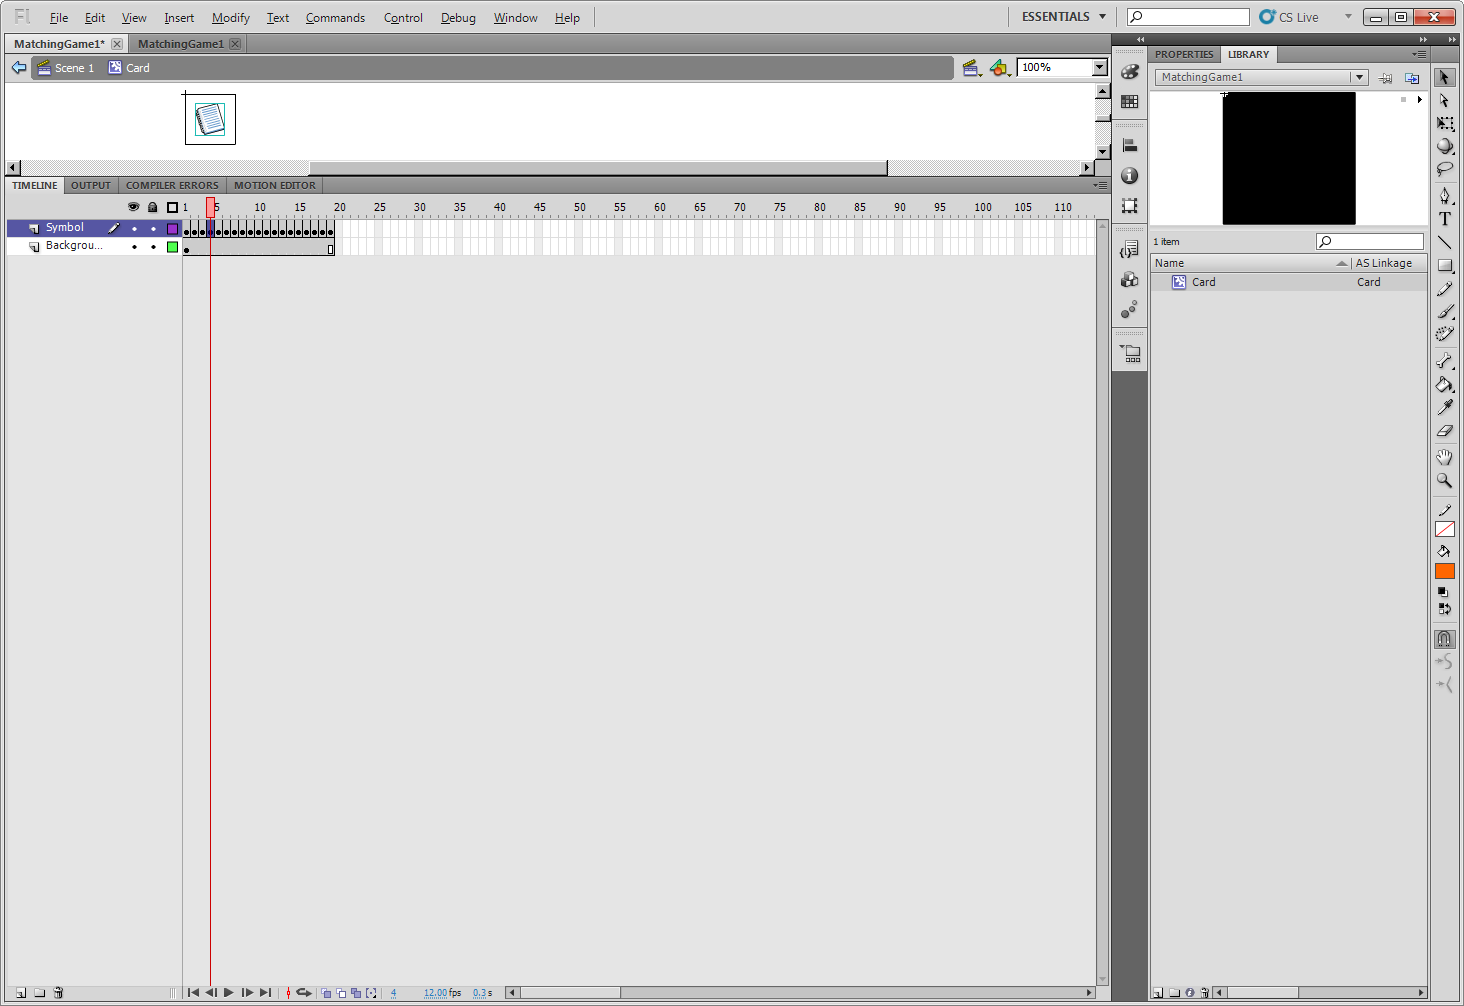 Fl File Edit View Insert Modify Text Commands Control Debug Window Help ESSENTIALS CS Live
MatchingGame1* MatchingGame1
Scene 1 Card 100%
PROPERTIES LIBRARY
MatchingGame1
TIMELINE OUTPUT COMPILER ERRORS MOTION EDITOR
1 5 10 15 20 25 30 35 40 45 50 55 60 65 70 75 80 85 90 95 100 105 110
Symbol
Backgrou...
1 item
Name AS Linkage
Card Card
T
4 12.00 fps 0.3 s